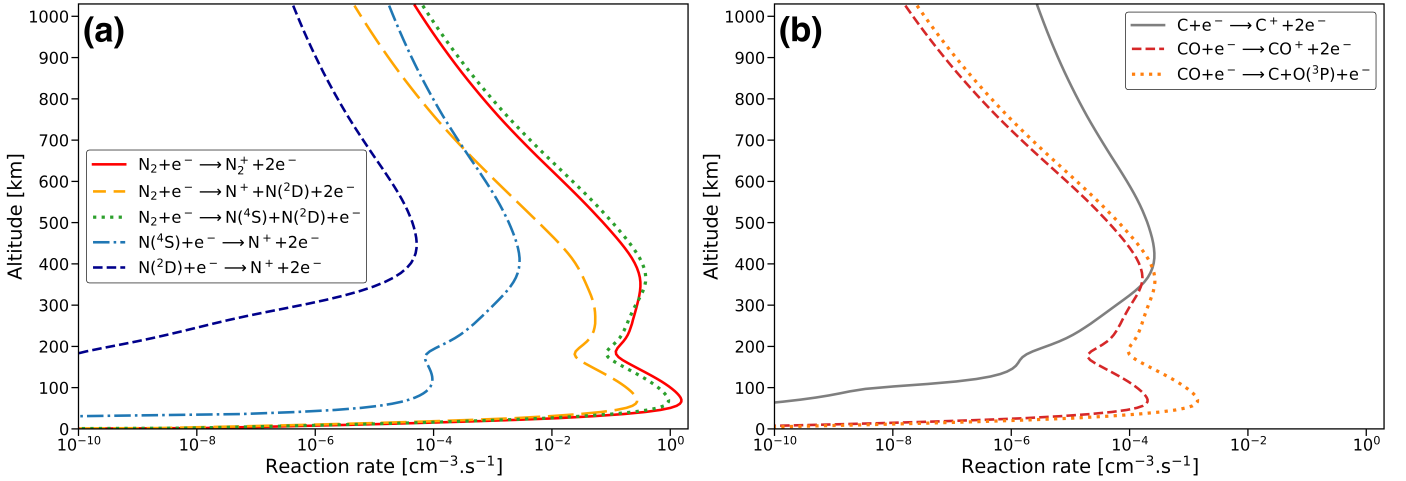 (a)
1000
900
800
700
600
500
400
300
200
100
0
Altitude [km]
N₂+e⁻ ⟶N₂⁺+2e⁻
N₂+e⁻ ⟶N⁺+N(²D)+2e⁻
N₂+e⁻ ⟶N(⁴S)+N(²D)+e⁻
N(⁴S)+e⁻ ⟶N⁺+2e⁻
N(²D)+e⁻ ⟶N⁺+2e⁻
10⁻¹⁰ 10⁻⁸ 10⁻⁶ 10⁻⁴ 10⁻² 10⁰
Reaction rate [cm⁻³.s⁻¹]
(b)
1000
900
800
700
600
500
400
300
200
100
0
Altitude [km]
C+e⁻ ⟶C⁺+2e⁻
CO+e⁻ ⟶CO⁺+2e⁻
CO+e⁻ ⟶C+O(³P)+e⁻
10⁻¹⁰ 10⁻⁸ 10⁻⁶ 10⁻⁴ 10⁻² 10⁰
Reaction rate [cm⁻³.s⁻¹]